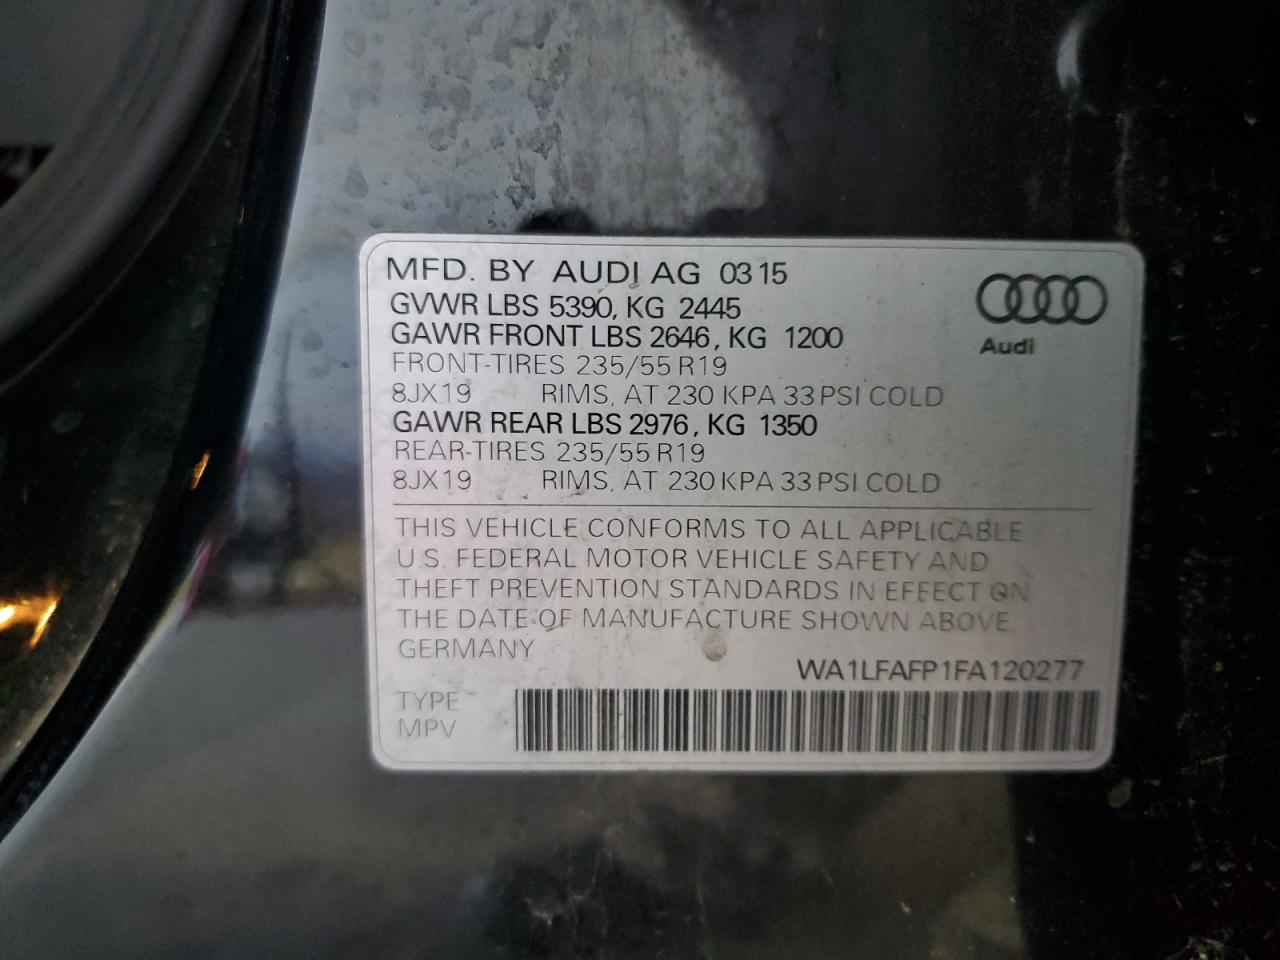 MFD. BY AUDI AG 03 15
GVWR LBS 5390, KG 2445
GAWR FRONT LBS 2646, KG 1200
FRONT-TIRES 235/55 R19
8JX19 RIMS, AT 230 KPA 33 PSI COLD
GAWR REAR LBS 2976, KG 1350
REAR-TIRES 235/55 R19
8JX19 RIMS, AT 230 KPA 33 PSI COLD
Audi
THIS VEHICLE CONFORMS TO ALL APPLICABLE
U.S. FEDERAL MOTOR VEHICLE SAFETY AND
THEFT PREVENTION STANDARDS IN EFFECT ON
THE DATE OF MANUFACTURE SHOWN ABOVE.
GERMANY
WA1LFAFP1FA120277
TYPE:
MPV